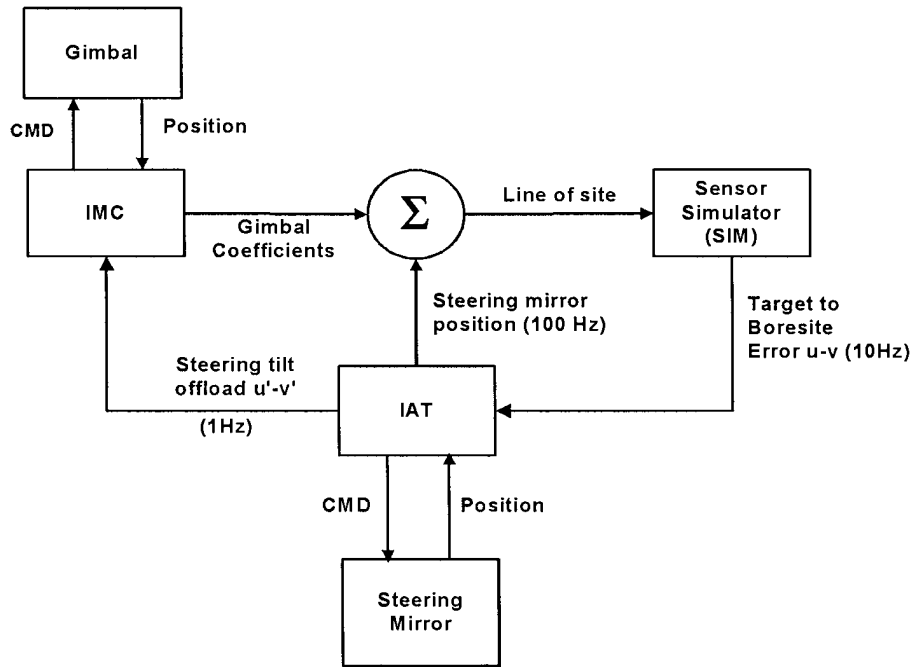 Gimbal
CMD
Position
IMC
Gimbal
Coefficients
Σ
Line of site
Sensor
Simulator
(SIM)
Steering mirror
position (100 Hz)
Target to
Boresite
Error u-v (10Hz)
Steering tilt
offload u'-v'
(1Hz)
IAT
CMD
Position
Steering
Mirror